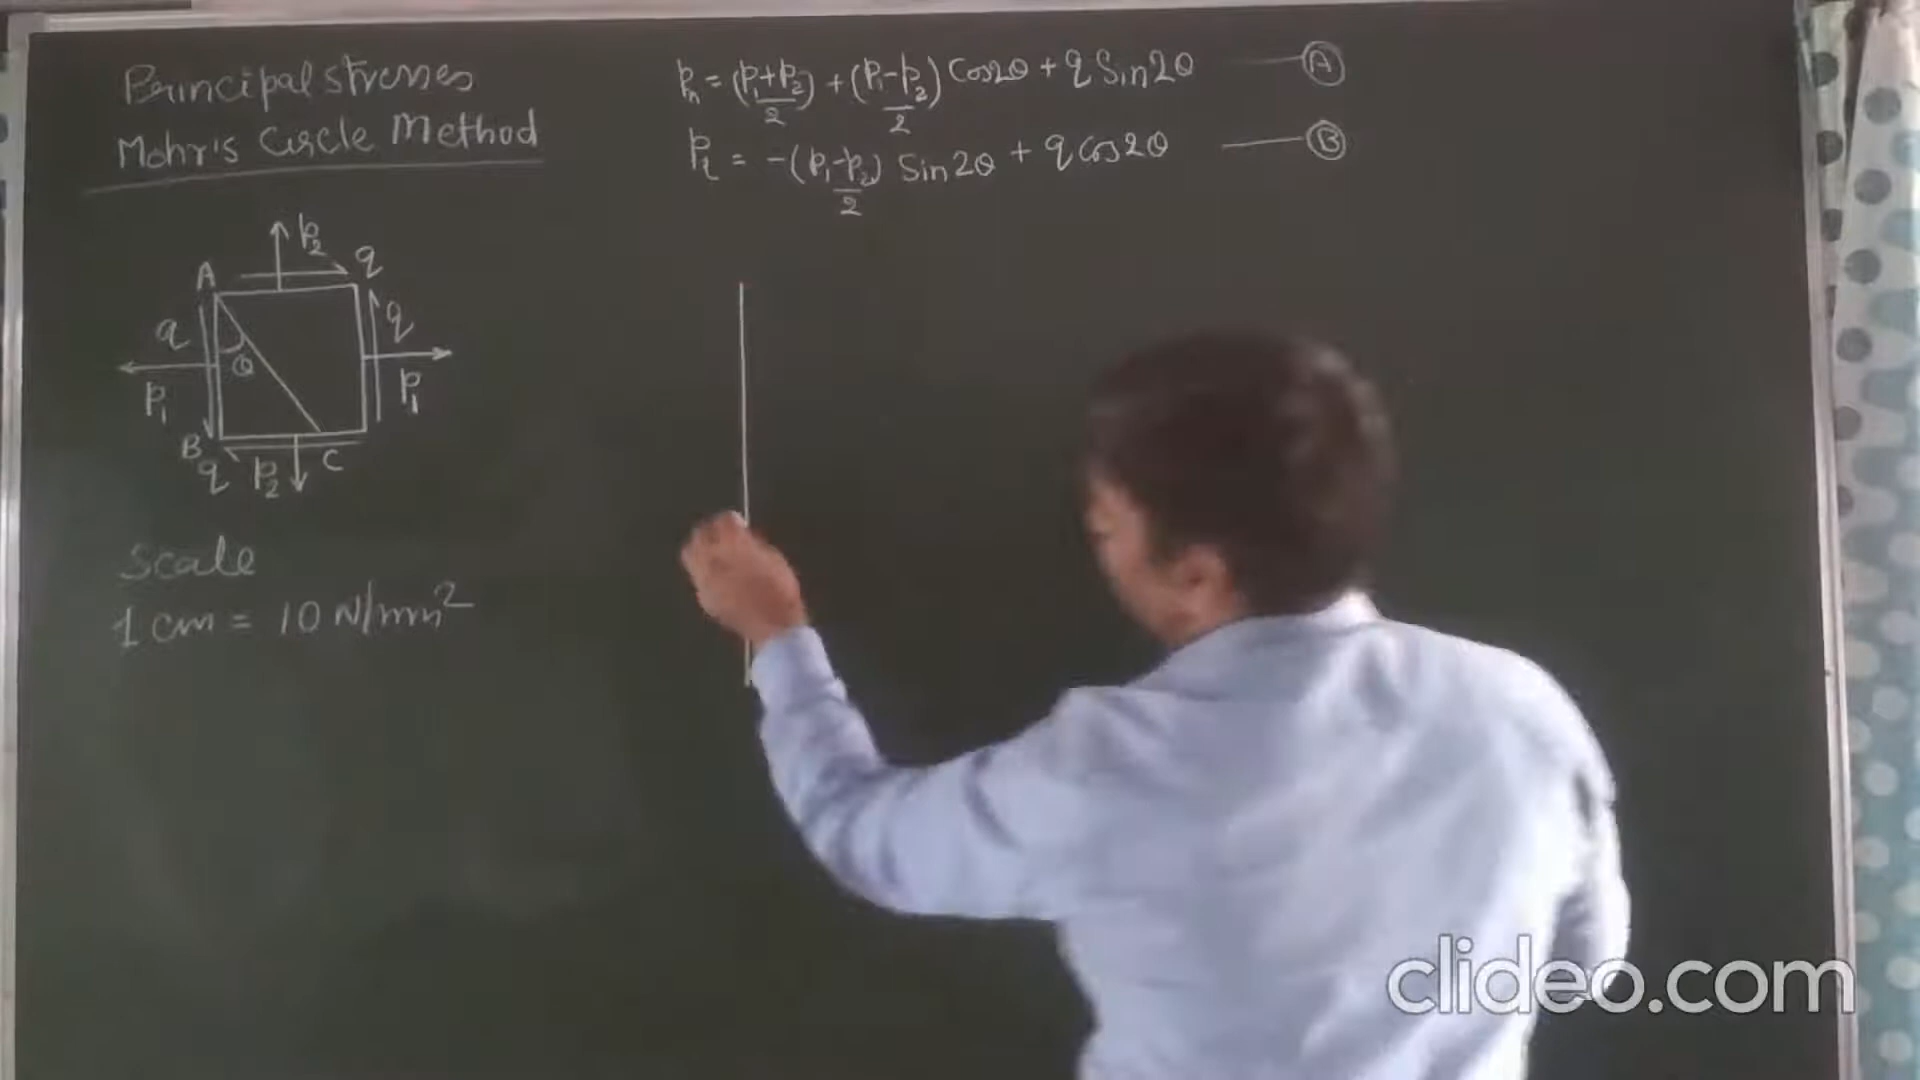 Principal stresses
Mohr's Circle Method
Pn = (P1+P2)/2 + (P1-P2)/2 Cos2θ + q Sin2θ — A
Pt = -(P1-P2)/2 Sin2θ + q cos2θ — B
P2
q
A
q
q
θ
P1
P1
B
C
q
P2
Scale
1 cm = 10 N/mm²
clideo.com